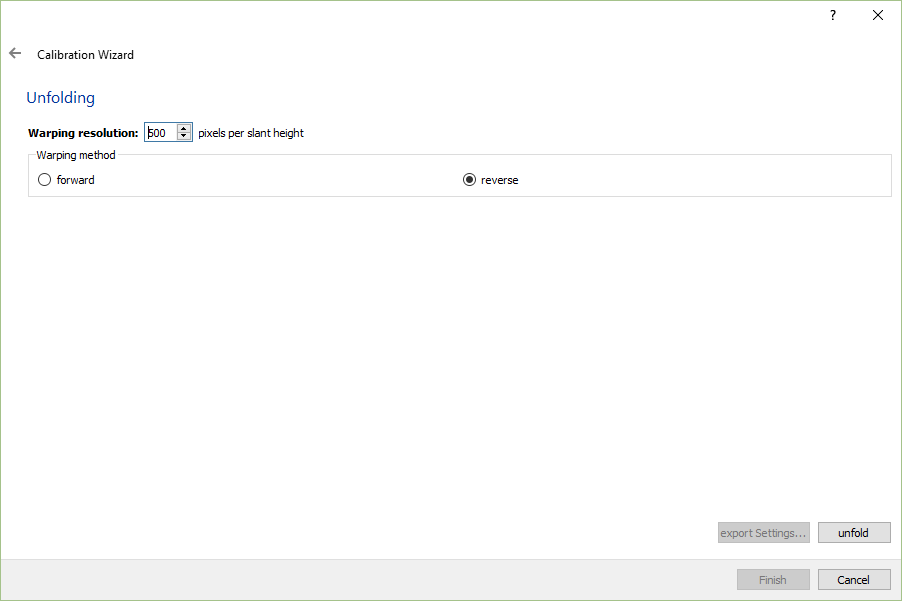 ?
Calibration Wizard
Unfolding
Warping resolution: 500 pixels per slant height
Warping method
forward reverse
export Settings... unfold
Finish Cancel